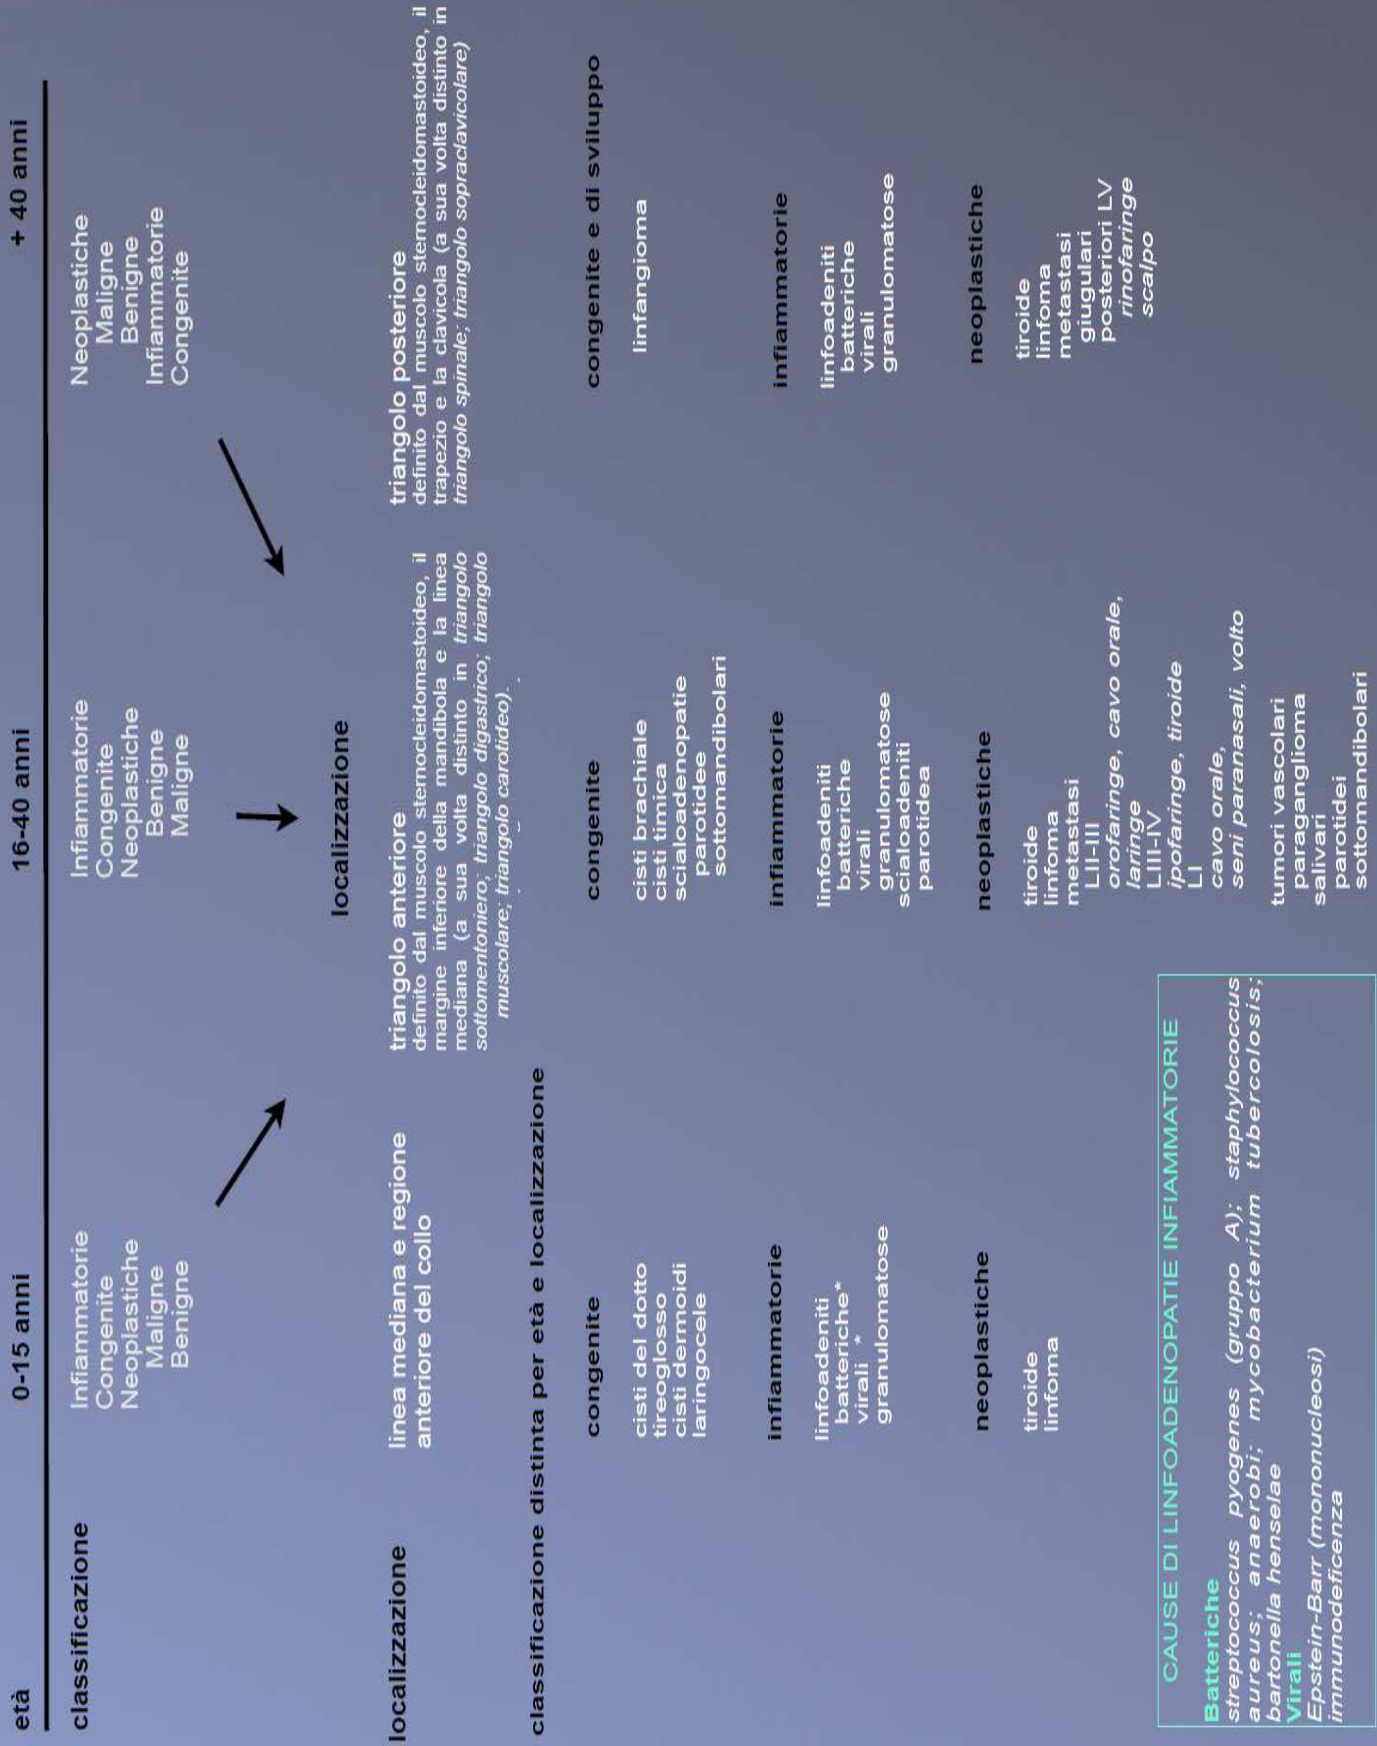 età
0-15 anni
16-40 anni
+ 40 anni
classificazione
Infiammatorie
Congenite
Neoplastiche
Maligne
Benigne
Infiammatorie
Congenite
Neoplastiche
Benigne
Maligne
Neoplastiche
Maligne
Benigne
Infiammatorie
Congenite
localizzazione
localizzazione
linea mediana e regione
anteriore del collo
triangolo anteriore
definito dal muscolo sternocleidomastoideo, il
margine inferiore della mandibola e la linea
mediana (a sua volta distinto in triangolo
sottomentoniero; triangolo digastrico; triangolo
muscolare; triangolo carotideo).
triangolo posteriore
definito dal muscolo sternocleidomastoideo, il
trapezio e la clavicola (a sua volta distinto in
triangolo spinale; triangolo sopraclavicolare)
classificazione distinta per età e localizzazione
congenite
cisti del dotto
tireoglosso
cisti dermoidi
laringocele
infiammatorie
linfoadeniti
batteriche*
virali *
granulomatose
neoplastiche
tiroide
linfoma
congenite
cisti brachiale
cisti timica
scialoadenopatie
parotidee
sottomandibolari
infiammatorie
linfoadeniti
batteriche
virali
granulomatose
scialoadeniti
parotidea
neoplastiche
tiroide
linfoma
metastasi
LII-III
orofaringe, cavo orale,
laringe
LIII-IV
ipofaringe, tiroide
LI
cavo orale,
seni paranasali, volto
tumori vascolari
paraganglioma
salivari
parotidei
sottomandibolari
congenite e di sviluppo
linfangioma
infiammatorie
linfoadeniti
batteriche
virali
granulomatose
neoplastiche
tiroide
linfoma
metastasi
giugulari
posteriori LV
rinofaringe
scalpo
CAUSE DI LINFOADENOPATIE INFIAMMATORIE
Batteriche
streptococcus pyogenes (gruppo A); staphylococcus
aureus; anaerobi; mycobacterium tubercolosis;
bartonella henselae
Virali
Epstein-Barr (mononucleosi)
immunodeficenza